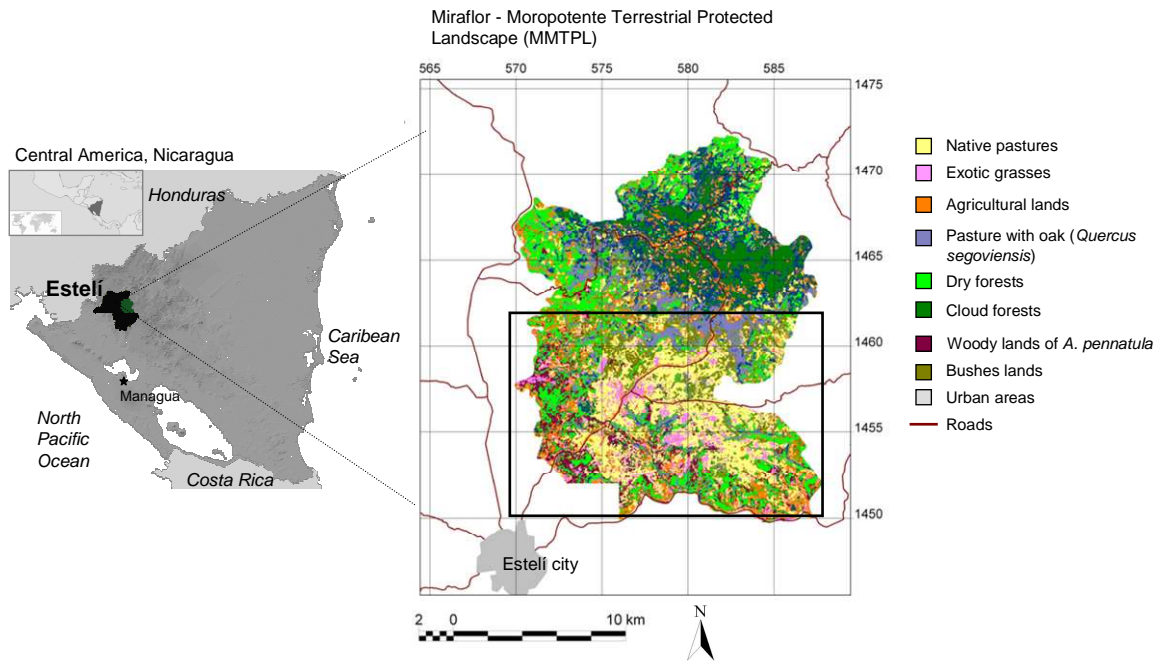 Miraflor - Moropotente Terrestrial Protected
Landscape (MMTPL)
565 570 575 580 585
1475
1470
1465
1460
1455
1450
Central America, Nicaragua
Honduras
Estelí
Caribean
Sea
Managua
North
Pacific
Ocean
Costa Rica
Estelí city
Native pastures
Exotic grasses
Agricultural lands
Pasture with oak (Quercus
segoviensis)
Dry forests
Cloud forests
Woody lands of A. pennatula
Bushes lands
Urban areas
Roads
2 0 10 km
N